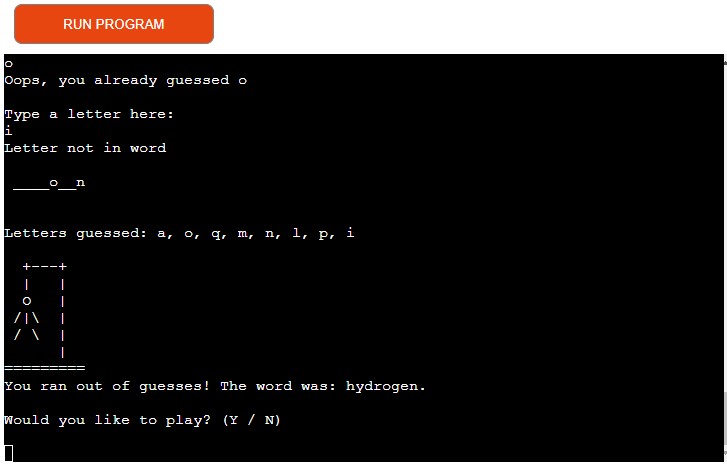 RUN PROGRAM
o
Oops, you already guessed o
Type a letter here:
i
Letter not in word
____o__n
Letters guessed: a, o, q, m, n, l, p, i
+---+
|   |
o   |
/|\  |
/ \  |
|
=========
You ran out of guesses! The word was: hydrogen.
Would you like to play? (Y / N)